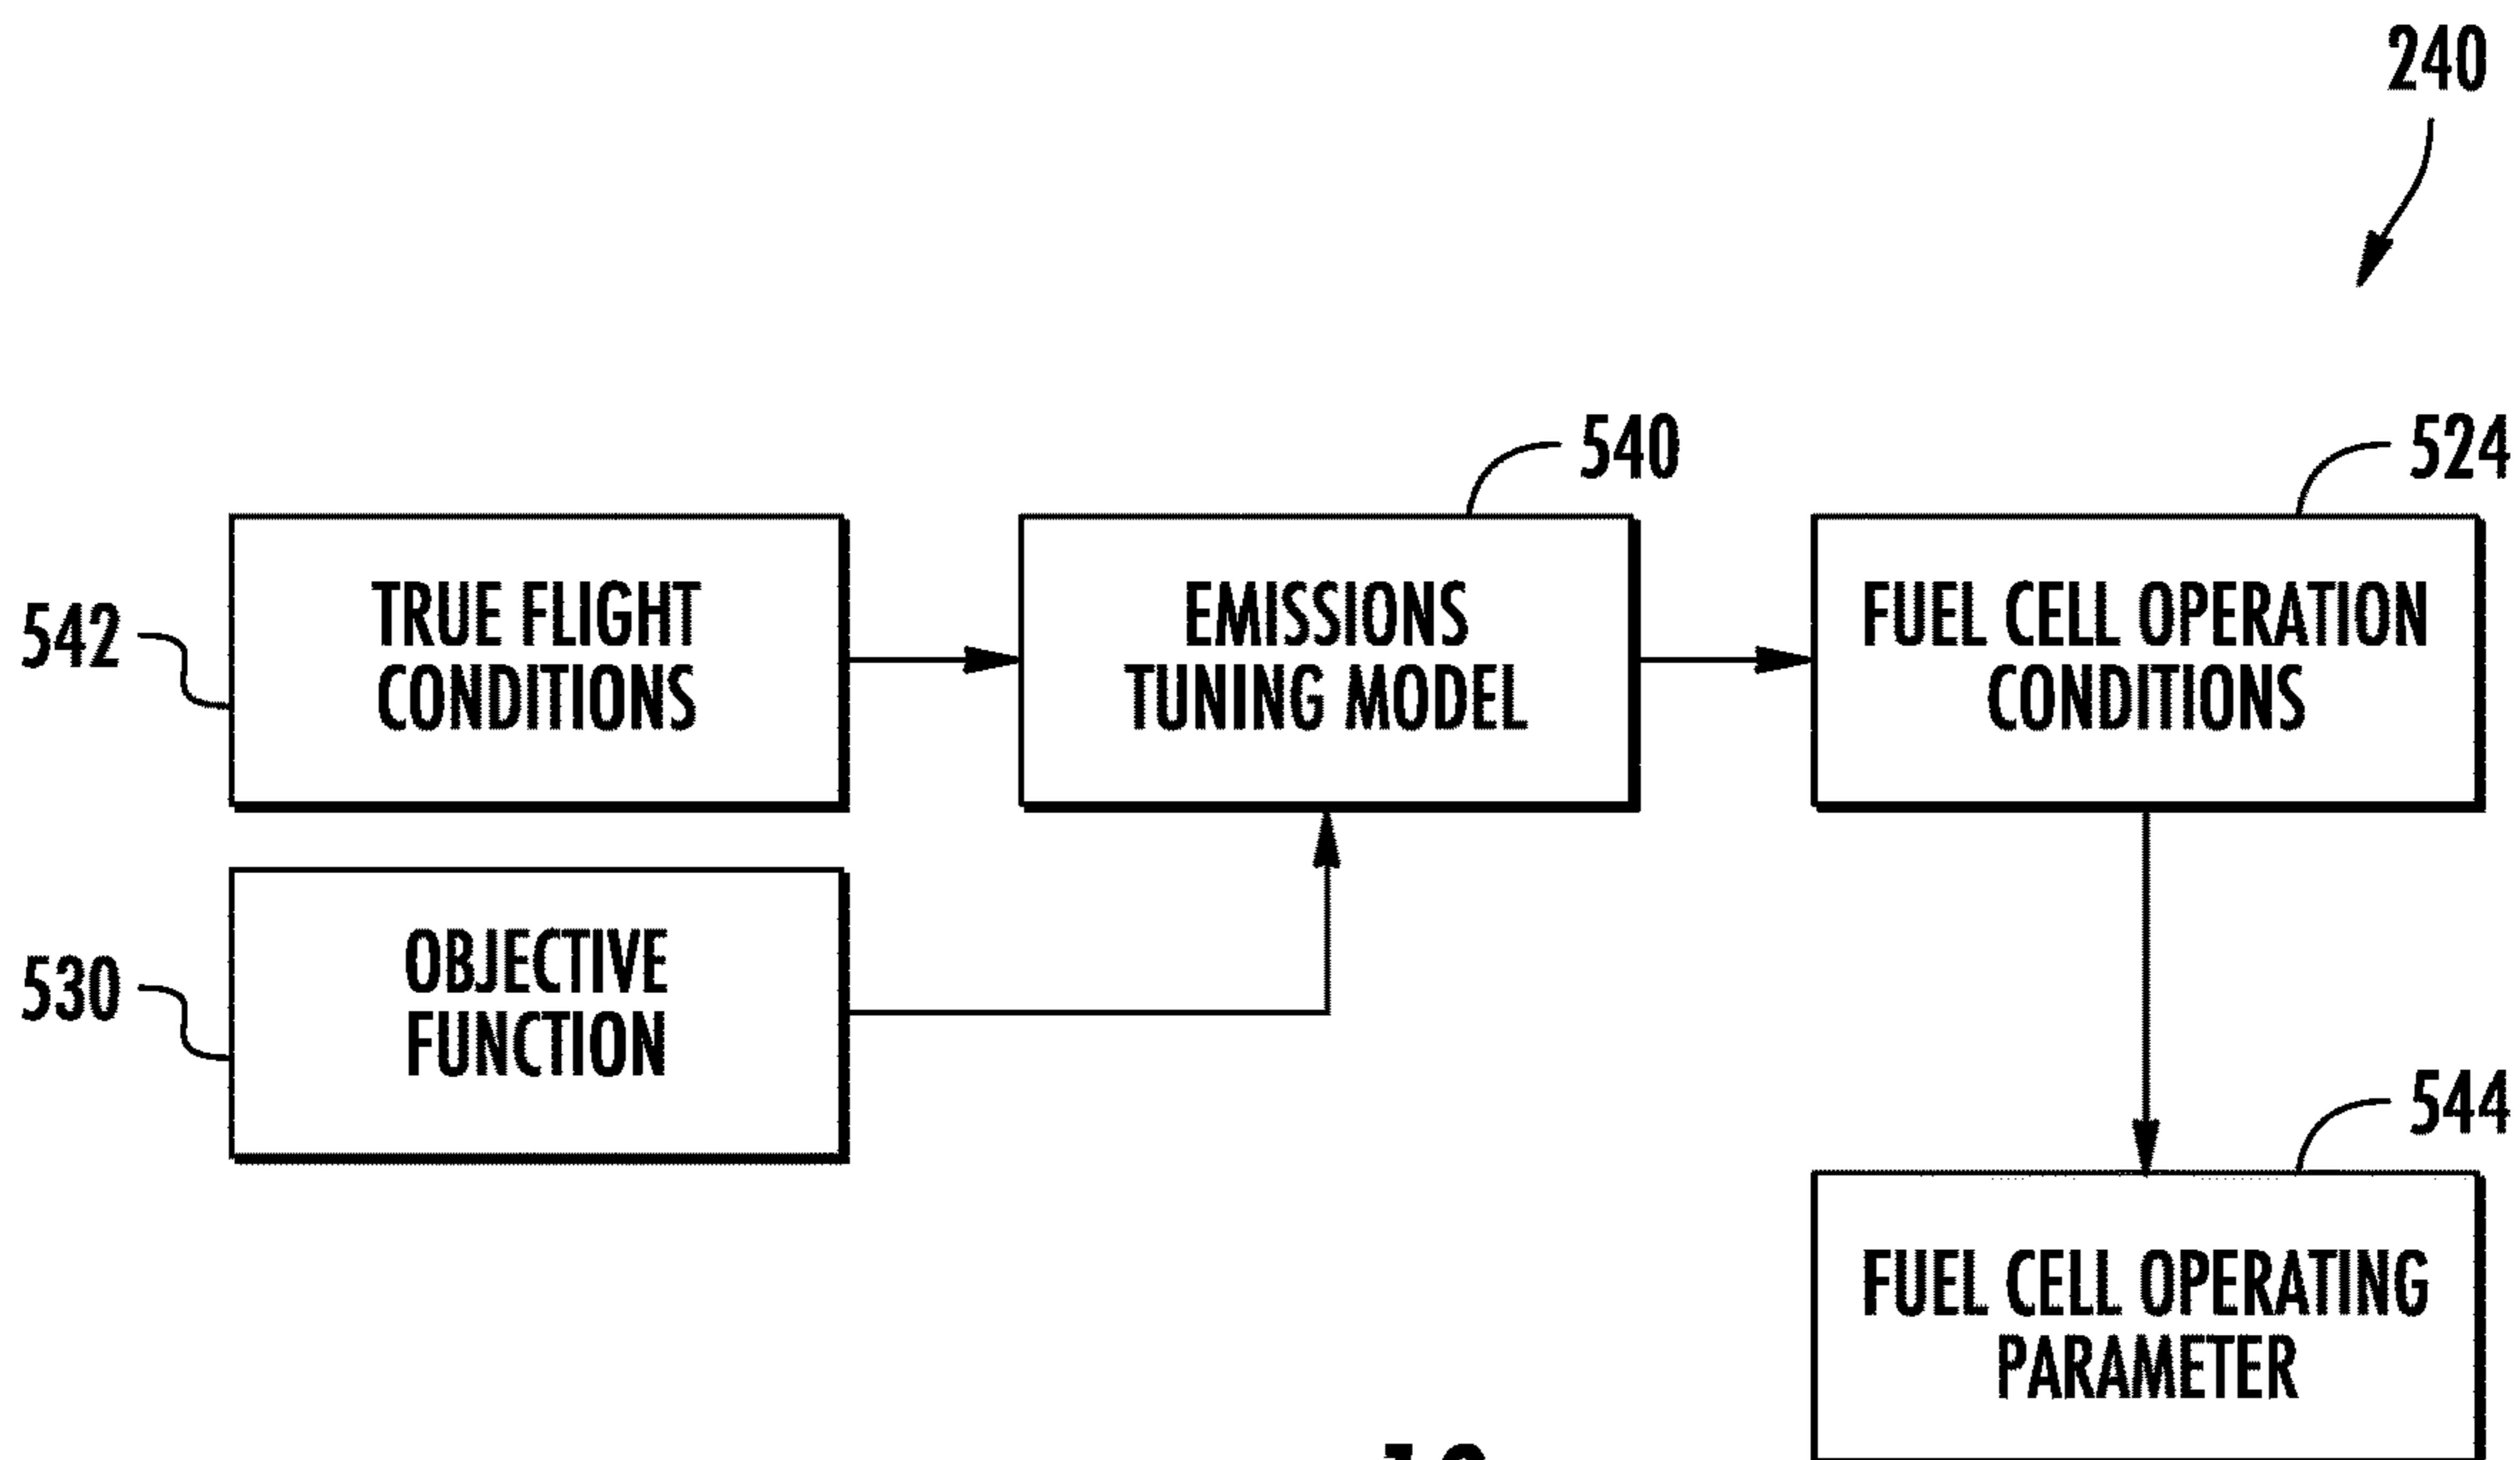 240
540
524
TRUE FLIGHT
CONDITIONS
EMISSIONS
TUNING MODEL
FUEL CELL OPERATION
CONDITIONS
542
OBJECTIVE
FUNCTION
530
544
FUEL CELL OPERATING
PARAMETER